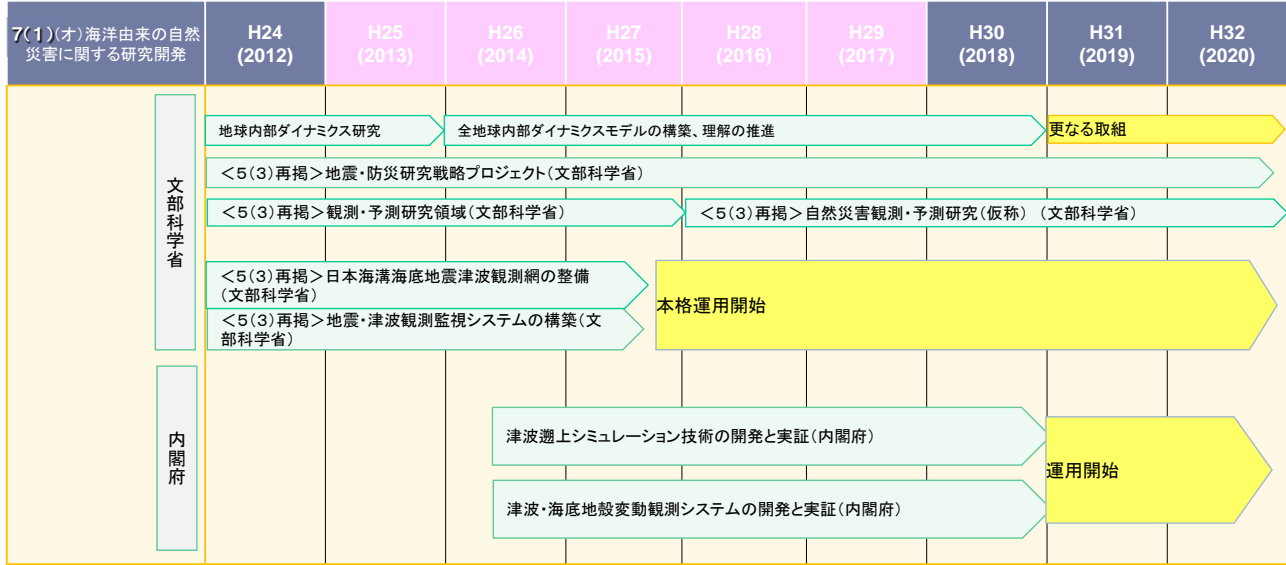 7(1)(オ)海洋由来の自然
災害に関する研究開発
H24
(2012)
H25
(2013)
H26
(2014)
H27
(2015)
H28
(2016)
H29
(2017)
H30
(2018)
H31
(2019)
H32
(2020)
文部科学省
地球内部ダイナミクス研究
全地球内部ダイナミクスモデルの構築、理解の推進
更なる取組
<5(3)再掲>地震・防災研究戦略プロジェクト(文部科学省)
<5(3)再掲>観測・予測研究領域(文部科学省)
<5(3)再掲>自然災害観測・予測研究(仮称) (文部科学省)
<5(3)再掲>日本海溝海底地震津波観測網の整備
(文部科学省)
本格運用開始
<5(3)再掲>地震・津波観測監視システムの構築(文
部科学省)
内閣府
津波遡上シミュレーション技術の開発と実証(内閣府)
運用開始
津波・海底地殻変動観測システムの開発と実証(内閣府)